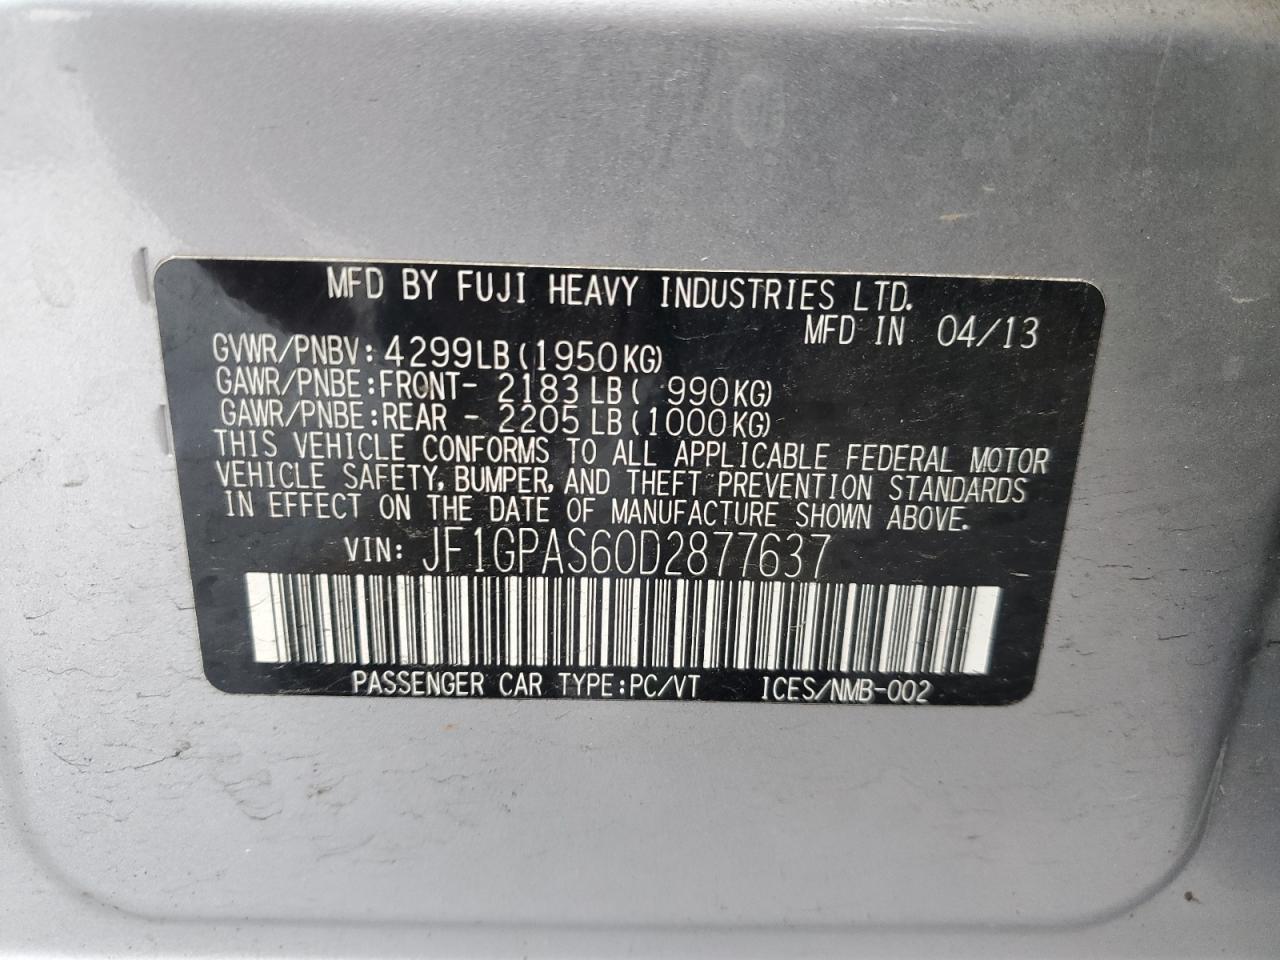 MFD BY FUJI HEAVY INDUSTRIES LTD.
MFD IN 04/13
GVWR/PNBV: 4299LB(1950KG)
GAWR/PNBE:FRONT- 2183LB( 990KG)
GAWR/PNBE:REAR - 2205LB(1000KG)
THIS VEHICLE CONFORMS TO ALL APPLICABLE FEDERAL MOTOR
VEHICLE SAFETY, BUMPER, AND THEFT PREVENTION STANDARDS
IN EFFECT ON THE DATE OF MANUFACTURE SHOWN ABOVE.
VIN: JF1GPAS60D2877637
PASSENGER CAR TYPE:PC/VT ICES/NMB-002